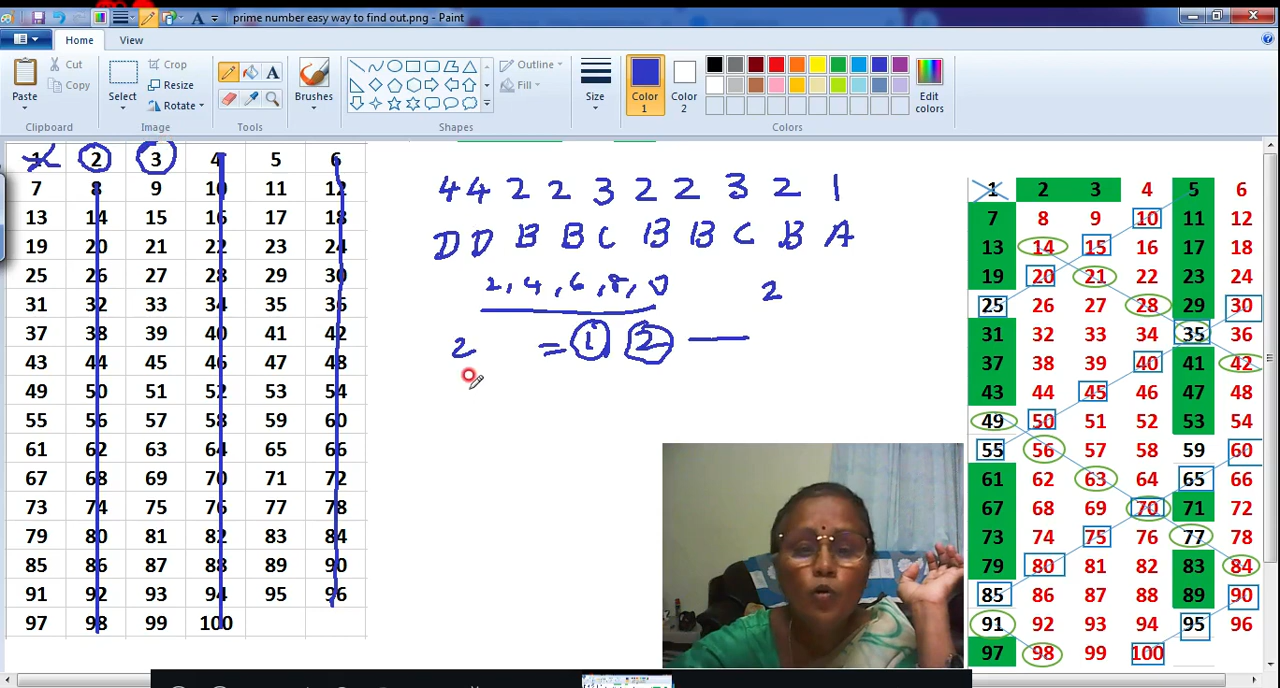 prime number easy way to find out.png - Paint
Home View
Paste
Cut
Copy
Clipboard
Select
Crop
Resize
Rotate
Image
Tools
Brushes
Shapes
Outline
Fill
Size
Color 1
Color 2
Edit colors
Colors
1 2 3 4 5 6
7 8 9 10 11 12
13 14 15 16 17 18
19 20 21 22 23 24
25 26 27 28 29 30
31 32 33 34 35 36
37 38 39 40 41 42
43 44 45 46 47 48
49 50 51 52 53 54
55 56 57 58 59 60
61 62 63 64 65 66
67 68 69 70 71 72
73 74 75 76 77 78
79 80 81 82 83 84
85 86 87 88 89 90
91 92 93 94 95 96
97 98 99 100
4 4 2 2 3 2 2 3 2 1
D D B B C B B C B A
2, 4, 6, 8, 0
2
2 = 1 2
1 2 3 4 5 6
7 8 9 10 11 12
13 14 15 16 17 18
19 20 21 22 23 24
25 26 27 28 29 30
31 32 33 34 35 36
37 38 39 40 41 42
43 44 45 46 47 48
49 50 51 52 53 54
55 56 57 58 59 60
61 62 63 64 65 66
67 68 69 70 71 72
73 74 75 76 77 78
79 80 81 82 83 84
85 86 87 88 89 90
91 92 93 94 95 96
97 98 99 100